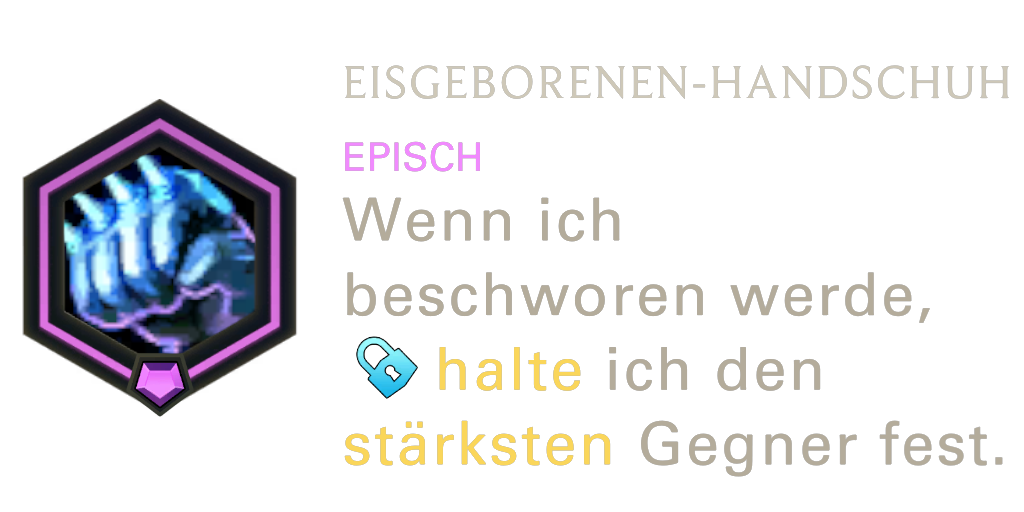 EISGEBORENEN-HANDSCHUH
EPISCH
Wenn ich
beschworen werde,
halte ich den
stärksten Gegner fest.